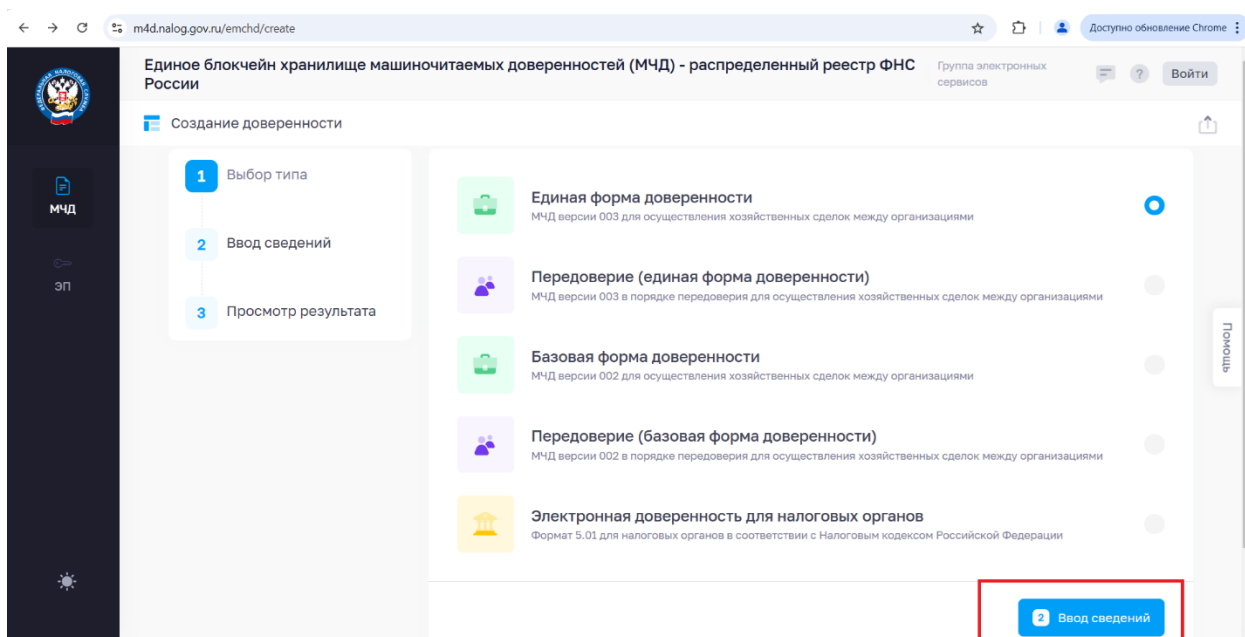 m4d.nalog.gov.ru/emchd/create
Доступно обновление Chrome
Единое блокчейн хранилище машиночитаемых доверенностей (МЧД) - распределенный реестр ФНС
России
Группа электронных
сервисов
?
Войти
Создание доверенности
МЧД
ЭП
1 Выбор типа
2 Ввод сведений
3 Просмотр результата
Единая форма доверенности
МЧД версии 003 для осуществления хозяйственных сделок между организациями
Передоверие (единая форма доверенности)
МЧД версии 003 в порядке передоверия для осуществления хозяйственных сделок между организациями
Базовая форма доверенности
МЧД версии 002 для осуществления хозяйственных сделок между организациями
Передоверие (базовая форма доверенности)
МЧД версии 002 в порядке передоверия для осуществления хозяйственных сделок между организациями
Электронная доверенность для налоговых органов
Формат 5.01 для налоговых органов в соответствии с Налоговым кодексом Российской Федерации
Помощь
2 Ввод сведений